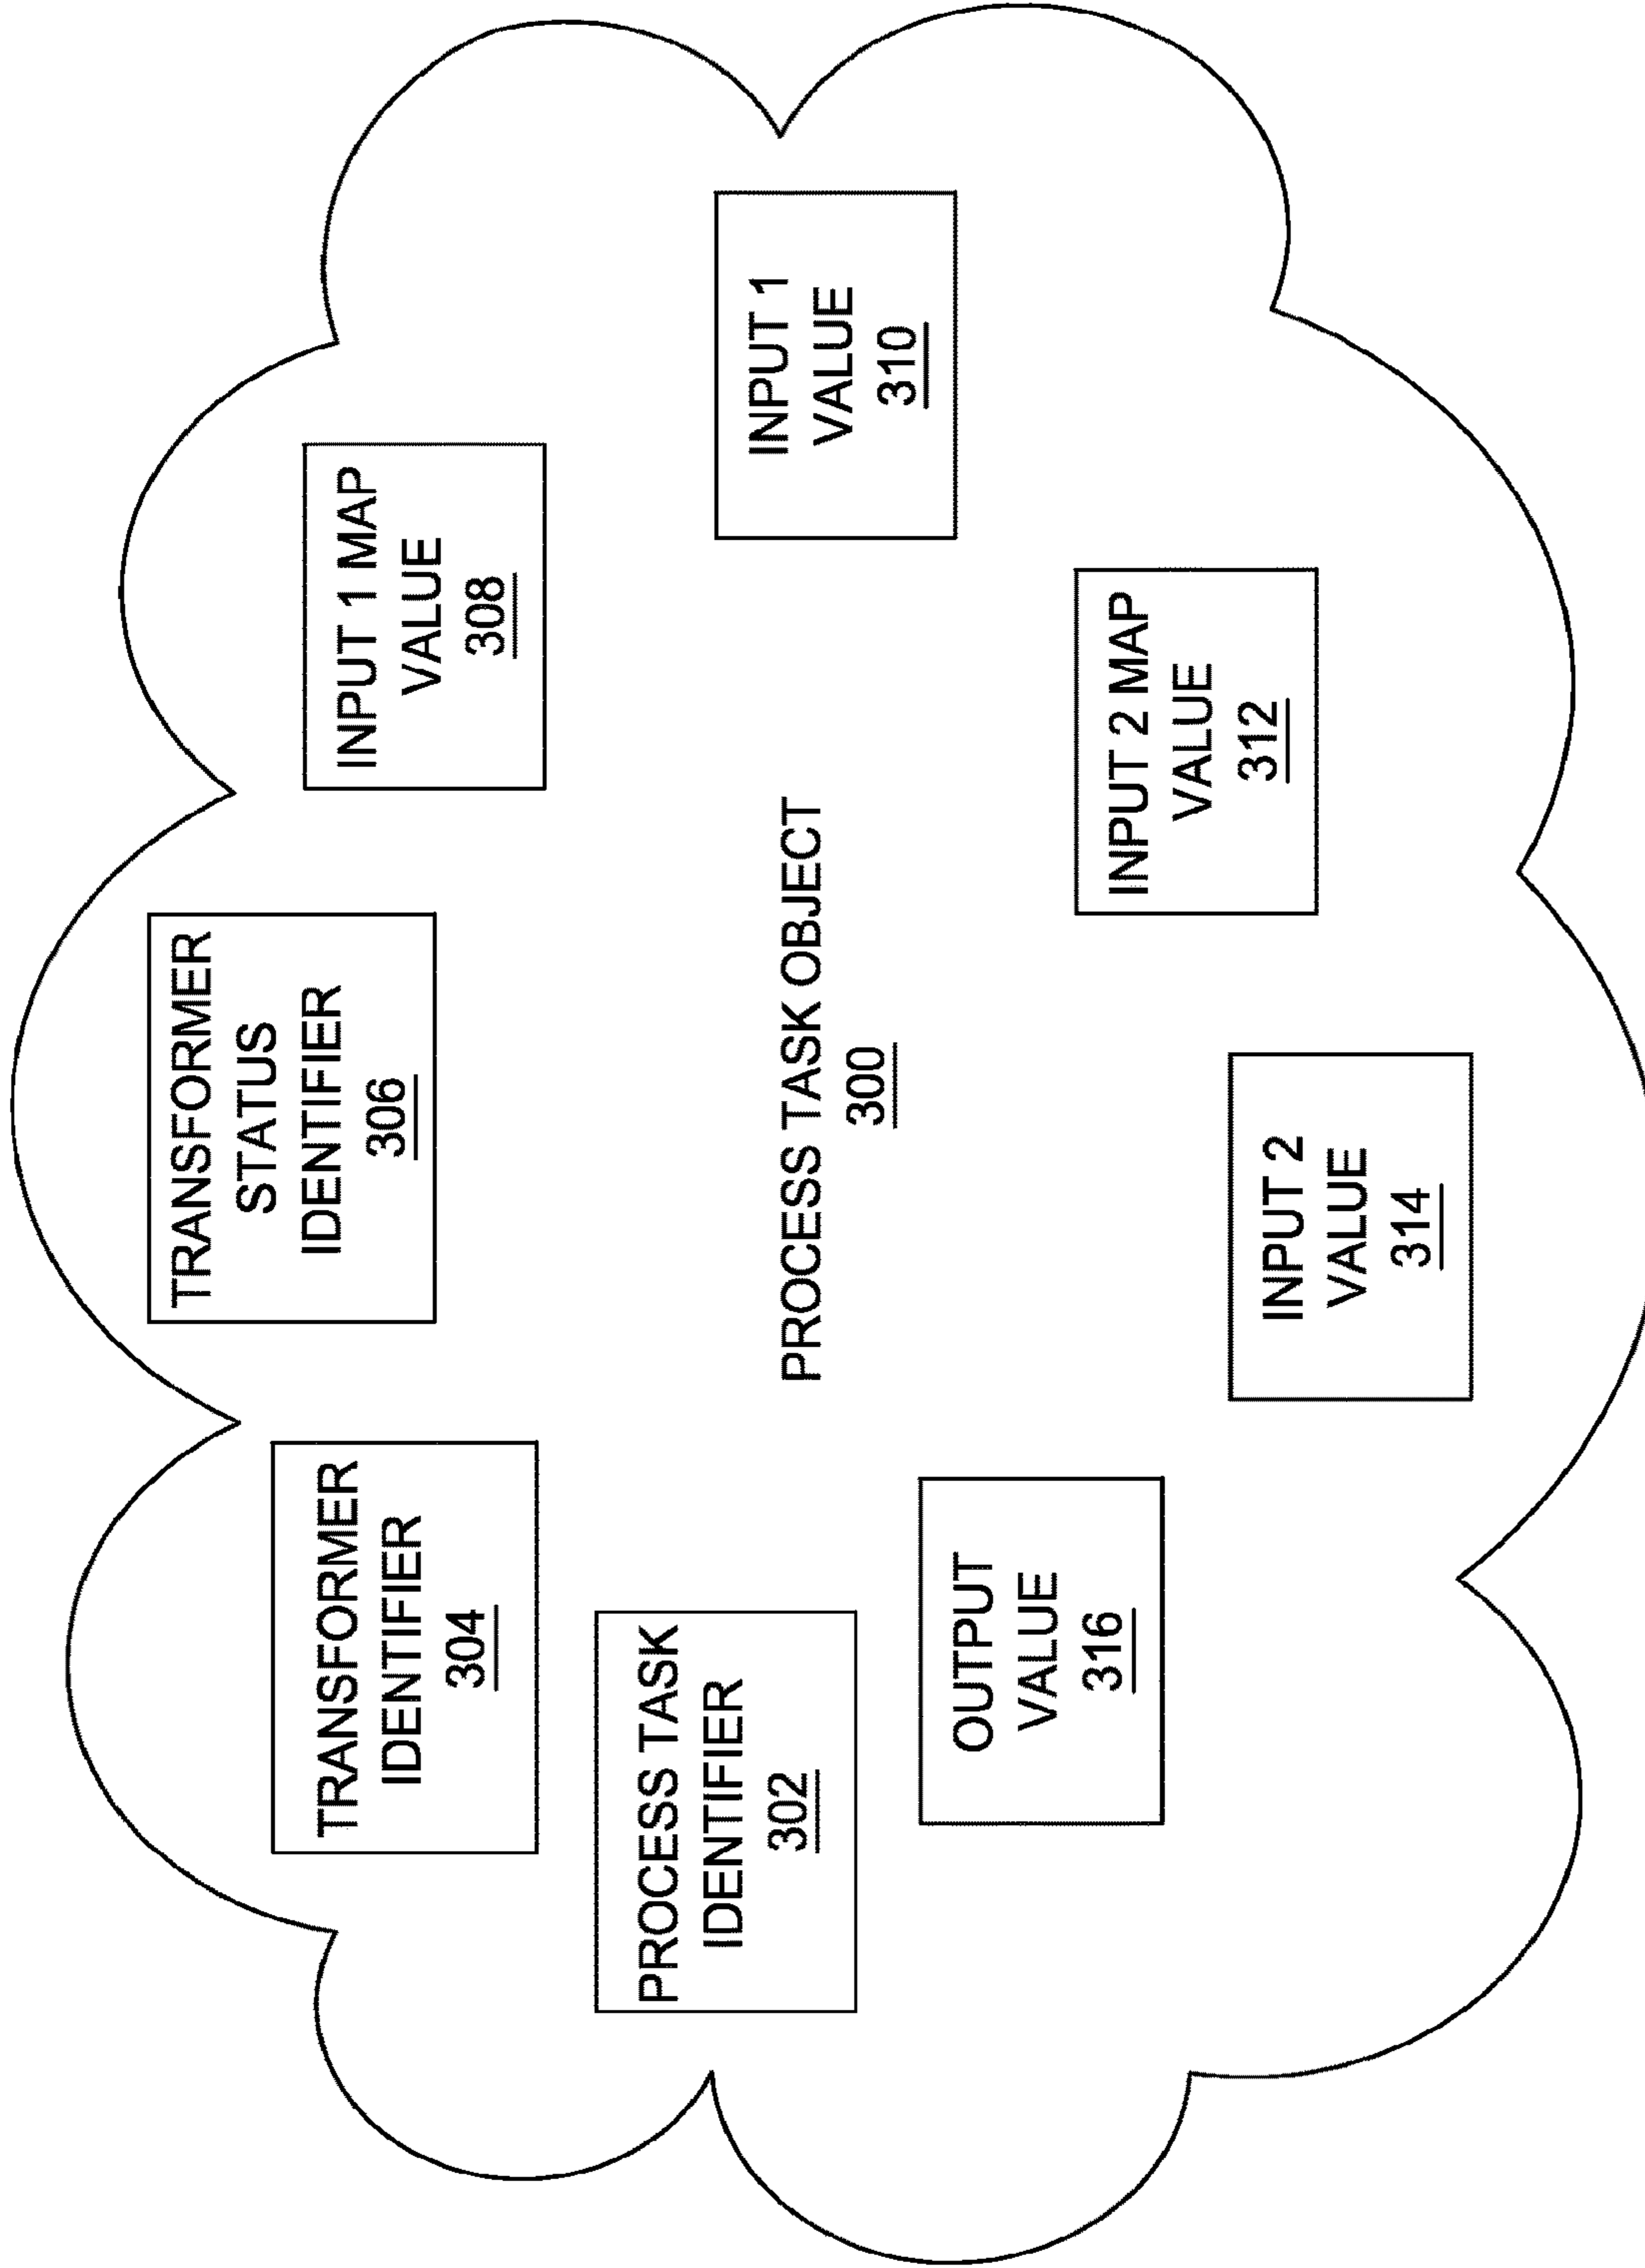 PROCESS TASK
IDENTIFIER
302
TRANSFORMER
IDENTIFIER
304
TRANSFORMER
STATUS
IDENTIFIER
306
INPUT 1 MAP
VALUE
308
INPUT 1
VALUE
310
INPUT 2 MAP
VALUE
312
INPUT 2
VALUE
314
OUTPUT
VALUE
316
PROCESS TASK OBJECT
300